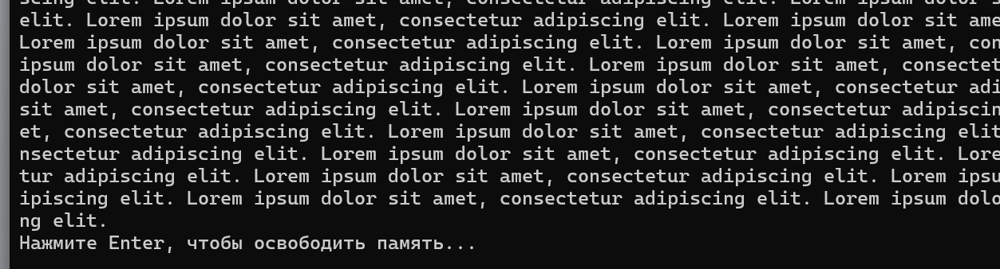 scing elit. Lorem ipsum dolor sit amet, consectetur adipiscing elit. Lorem ipsum dolor s
elit. Lorem ipsum dolor sit amet, consectetur adipiscing elit. Lorem ipsum dolor sit ame
Lorem ipsum dolor sit amet, consectetur adipiscing elit. Lorem ipsum dolor sit amet, con
ipsum dolor sit amet, consectetur adipiscing elit. Lorem ipsum dolor sit amet, consectet
dolor sit amet, consectetur adipiscing elit. Lorem ipsum dolor sit amet, consectetur adi
sit amet, consectetur adipiscing elit. Lorem ipsum dolor sit amet, consectetur adipiscin
et, consectetur adipiscing elit. Lorem ipsum dolor sit amet, consectetur adipiscing elit
nsectetur adipiscing elit. Lorem ipsum dolor sit amet, consectetur adipiscing elit. Lore
tur adipiscing elit. Lorem ipsum dolor sit amet, consectetur adipiscing elit. Lorem ipsu
ipiscing elit. Lorem ipsum dolor sit amet, consectetur adipiscing elit. Lorem ipsum dolo
ng elit.
Нажмите Enter, чтобы освободить память...